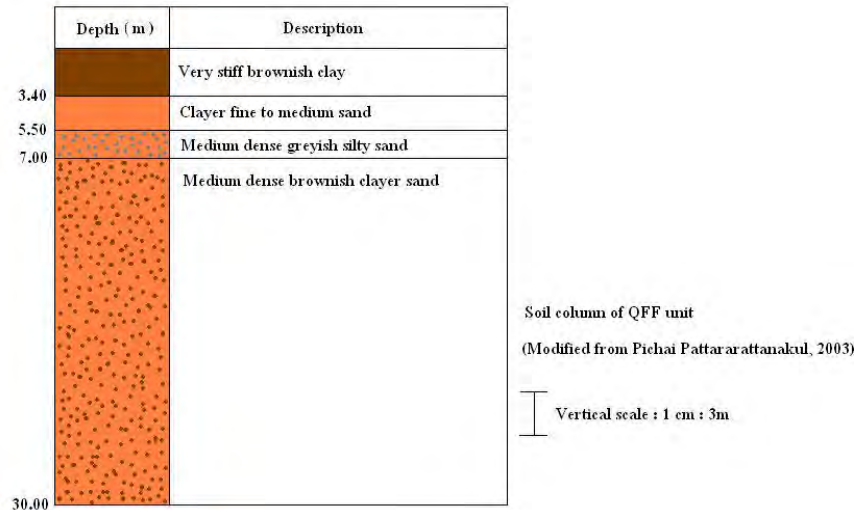 Depth ( m )
Description
Very stiff brownish clay
3.40
Clayer fine to medium sand
5.50
Medium dense greyish silty sand
7.00
Medium dense brownish clayer sand
Soil column of QFF unit
(Modified from Pichai Pattararattanakul, 2003)
Vertical scale : 1 cm : 3m
30.00